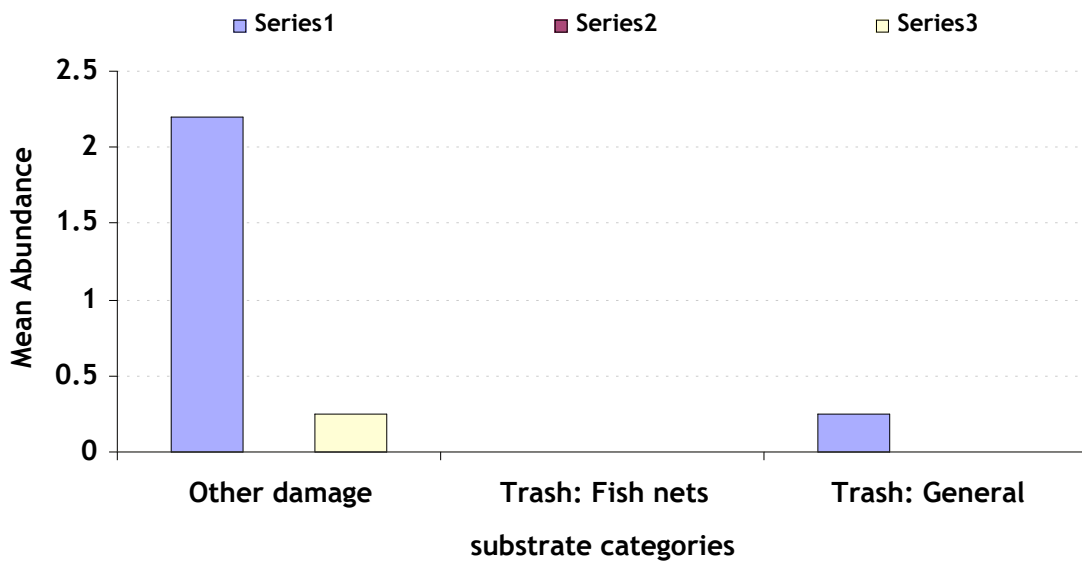 Series1 Series2 Series3
2.5
2
1.5
1
0.5
0
Mean Abundance
Other damage Trash: Fish nets Trash: General
substrate categories